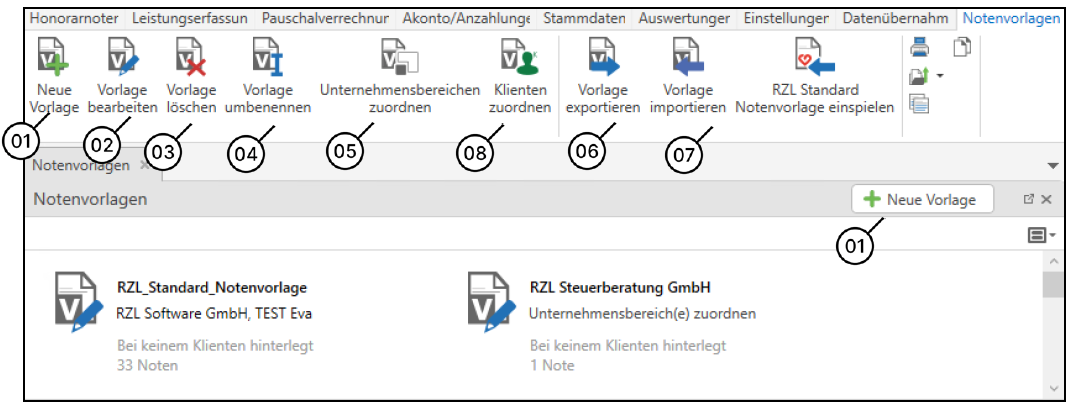 Honorarnoter Leistungserfassun Pauschalverrechnur Akonto/Anzahlunge Stammdaten Auswertunger Einstellunger Datenübernahm Notenvorlagen
Neue Vorlage Vorlage Vorlage Unternehmensbereichen Klienten Vorlage Vorlage RZL Standard
Vorlage bearbeiten löschen umbenennen zuordnen zuordnen exportieren importieren Notenvorlage einspielen
01 02 03 04 05 08 06 07
Notenvorlagen
Notenvorlagen Neue Vorlage
01
RZL_Standard_Notenvorlage RZL Steuerberatung GmbH
RZL Software GmbH, TEST Eva Unternehmensbereich(e) zuordnen
Bei keinem Klienten hinterlegt Bei keinem Klienten hinterlegt
33 Noten 1 Note